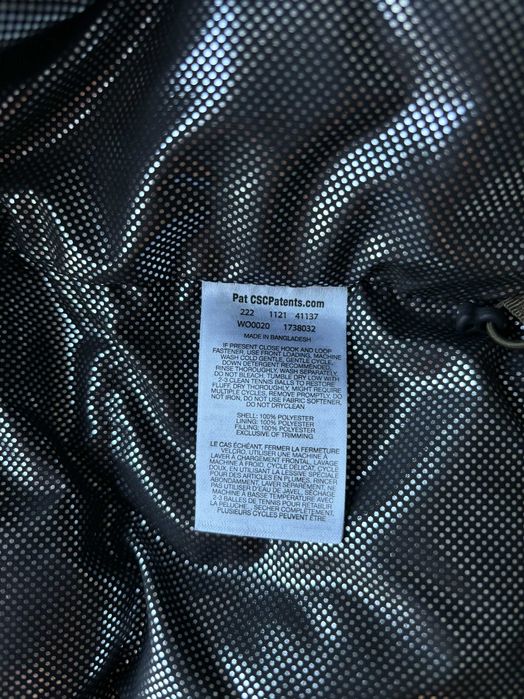 Pat CSCPatents.com
222 1121 41137
WO0020 1738032
MADE IN BANGLADESH
IF PRESENT CLOSE HOOK AND LOOP
FASTENER, USE FRONT LOADING, MACHINE
WASH COLD GENTLE, GENTLE CYCLE,
DOWN DETERGENT RECOMMENDED,
RINSE THOROUGHLY, WASH SEPARATELY,
DO NOT BLEACH, TUMBLE DRY LOW WITH
2-3 CLEAN TENNIS BALLS TO RESTORE
FLUFF, DRY THOROUGHLY, MIGHT REQUIRE
MULTIPLE CYCLES, REMOVE PROMPTLY, DO
NOT IRON, DO NOT USE FABRIC SOFTENER,
DO NOT DRYCLEAN
SHELL: 100% POLYESTER
LINING: 100% POLYESTER
FILLING: 100% POLYESTER
EXCLUSIVE OF TRIMMING
LE CAS ÉCHÉANT, FERMER LA FERMETURE
VELCRO, UTILISER UNE MACHINE À
LAVER À CHARGEMENT FRONTAL, LAVAGE
À MACHINE À FROID, CYCLE DÉLICAT, CYCLE
DOUX, EN UTILISANT LA LESSIVE SPÉCIALE
POUR DES ARTICLES EN PLUMES, RINCER
ABONDAMMENT, LAVER SÉPAREMENT, NE
PAS UTILISER D'EAU DE JAVEL, SÉCHAGE
MACHINE À BASSE TEMPÉRATURE AVEC
2-3 BALLES DE TENNIS POUR RÉTABLIR
LA PELUCHE., SÉCHER COMPLÈTEMENT,
PLUSIEURS CYCLES PEUVENT ÊTRE